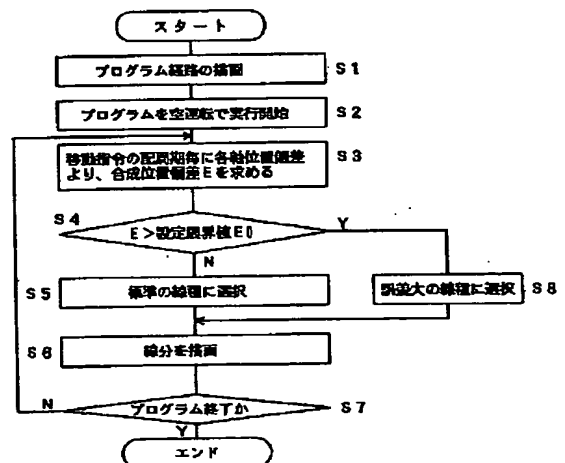 スタート
プログラム経路の描画
S1
プログラムを空運転で実行開始
S2
移動指令の配周期毎に各軸位置偏差
より、合成位置偏差Eを求める
S3
S4
E>設定限界値E0
Y
N
S5
標準の線種に選択
誤差大の線種に選択
S8
S6
線分を描画
N
プログラム終了か
S7
Y
エンド